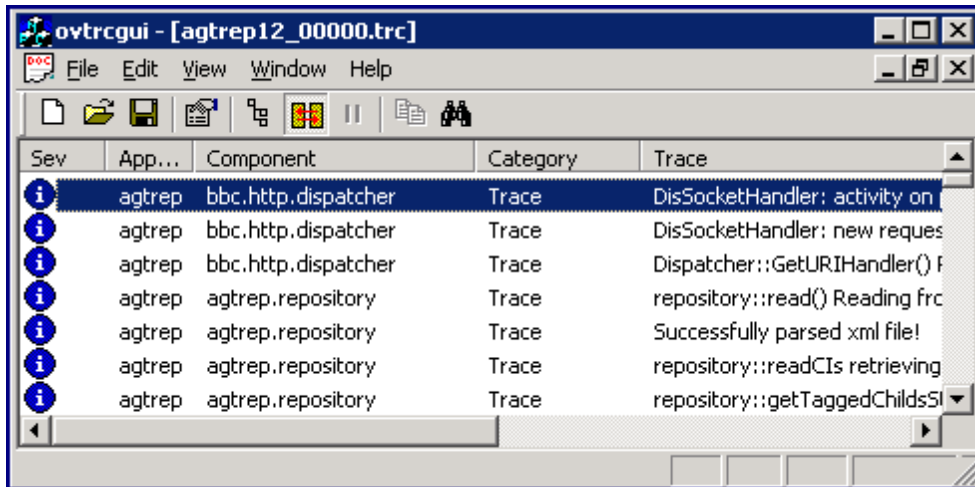 ovtrcgui - [agtrep12_00000.trc]
File Edit View Window Help
Sev App... Component Category Trace
agtrep bbc.http.dispatcher Trace DisSocketHandler: activity on
agtrep bbc.http.dispatcher Trace DisSocketHandler: new reques
agtrep bbc.http.dispatcher Trace Dispatcher::GetURIHandler()
agtrep agtrep.repository Trace repository::read() Reading fro
agtrep agtrep.repository Trace Successfully parsed xml file!
agtrep agtrep.repository Trace repository::readCIs retrieving
agtrep agtrep.repository Trace repository::getTaggedChildsS